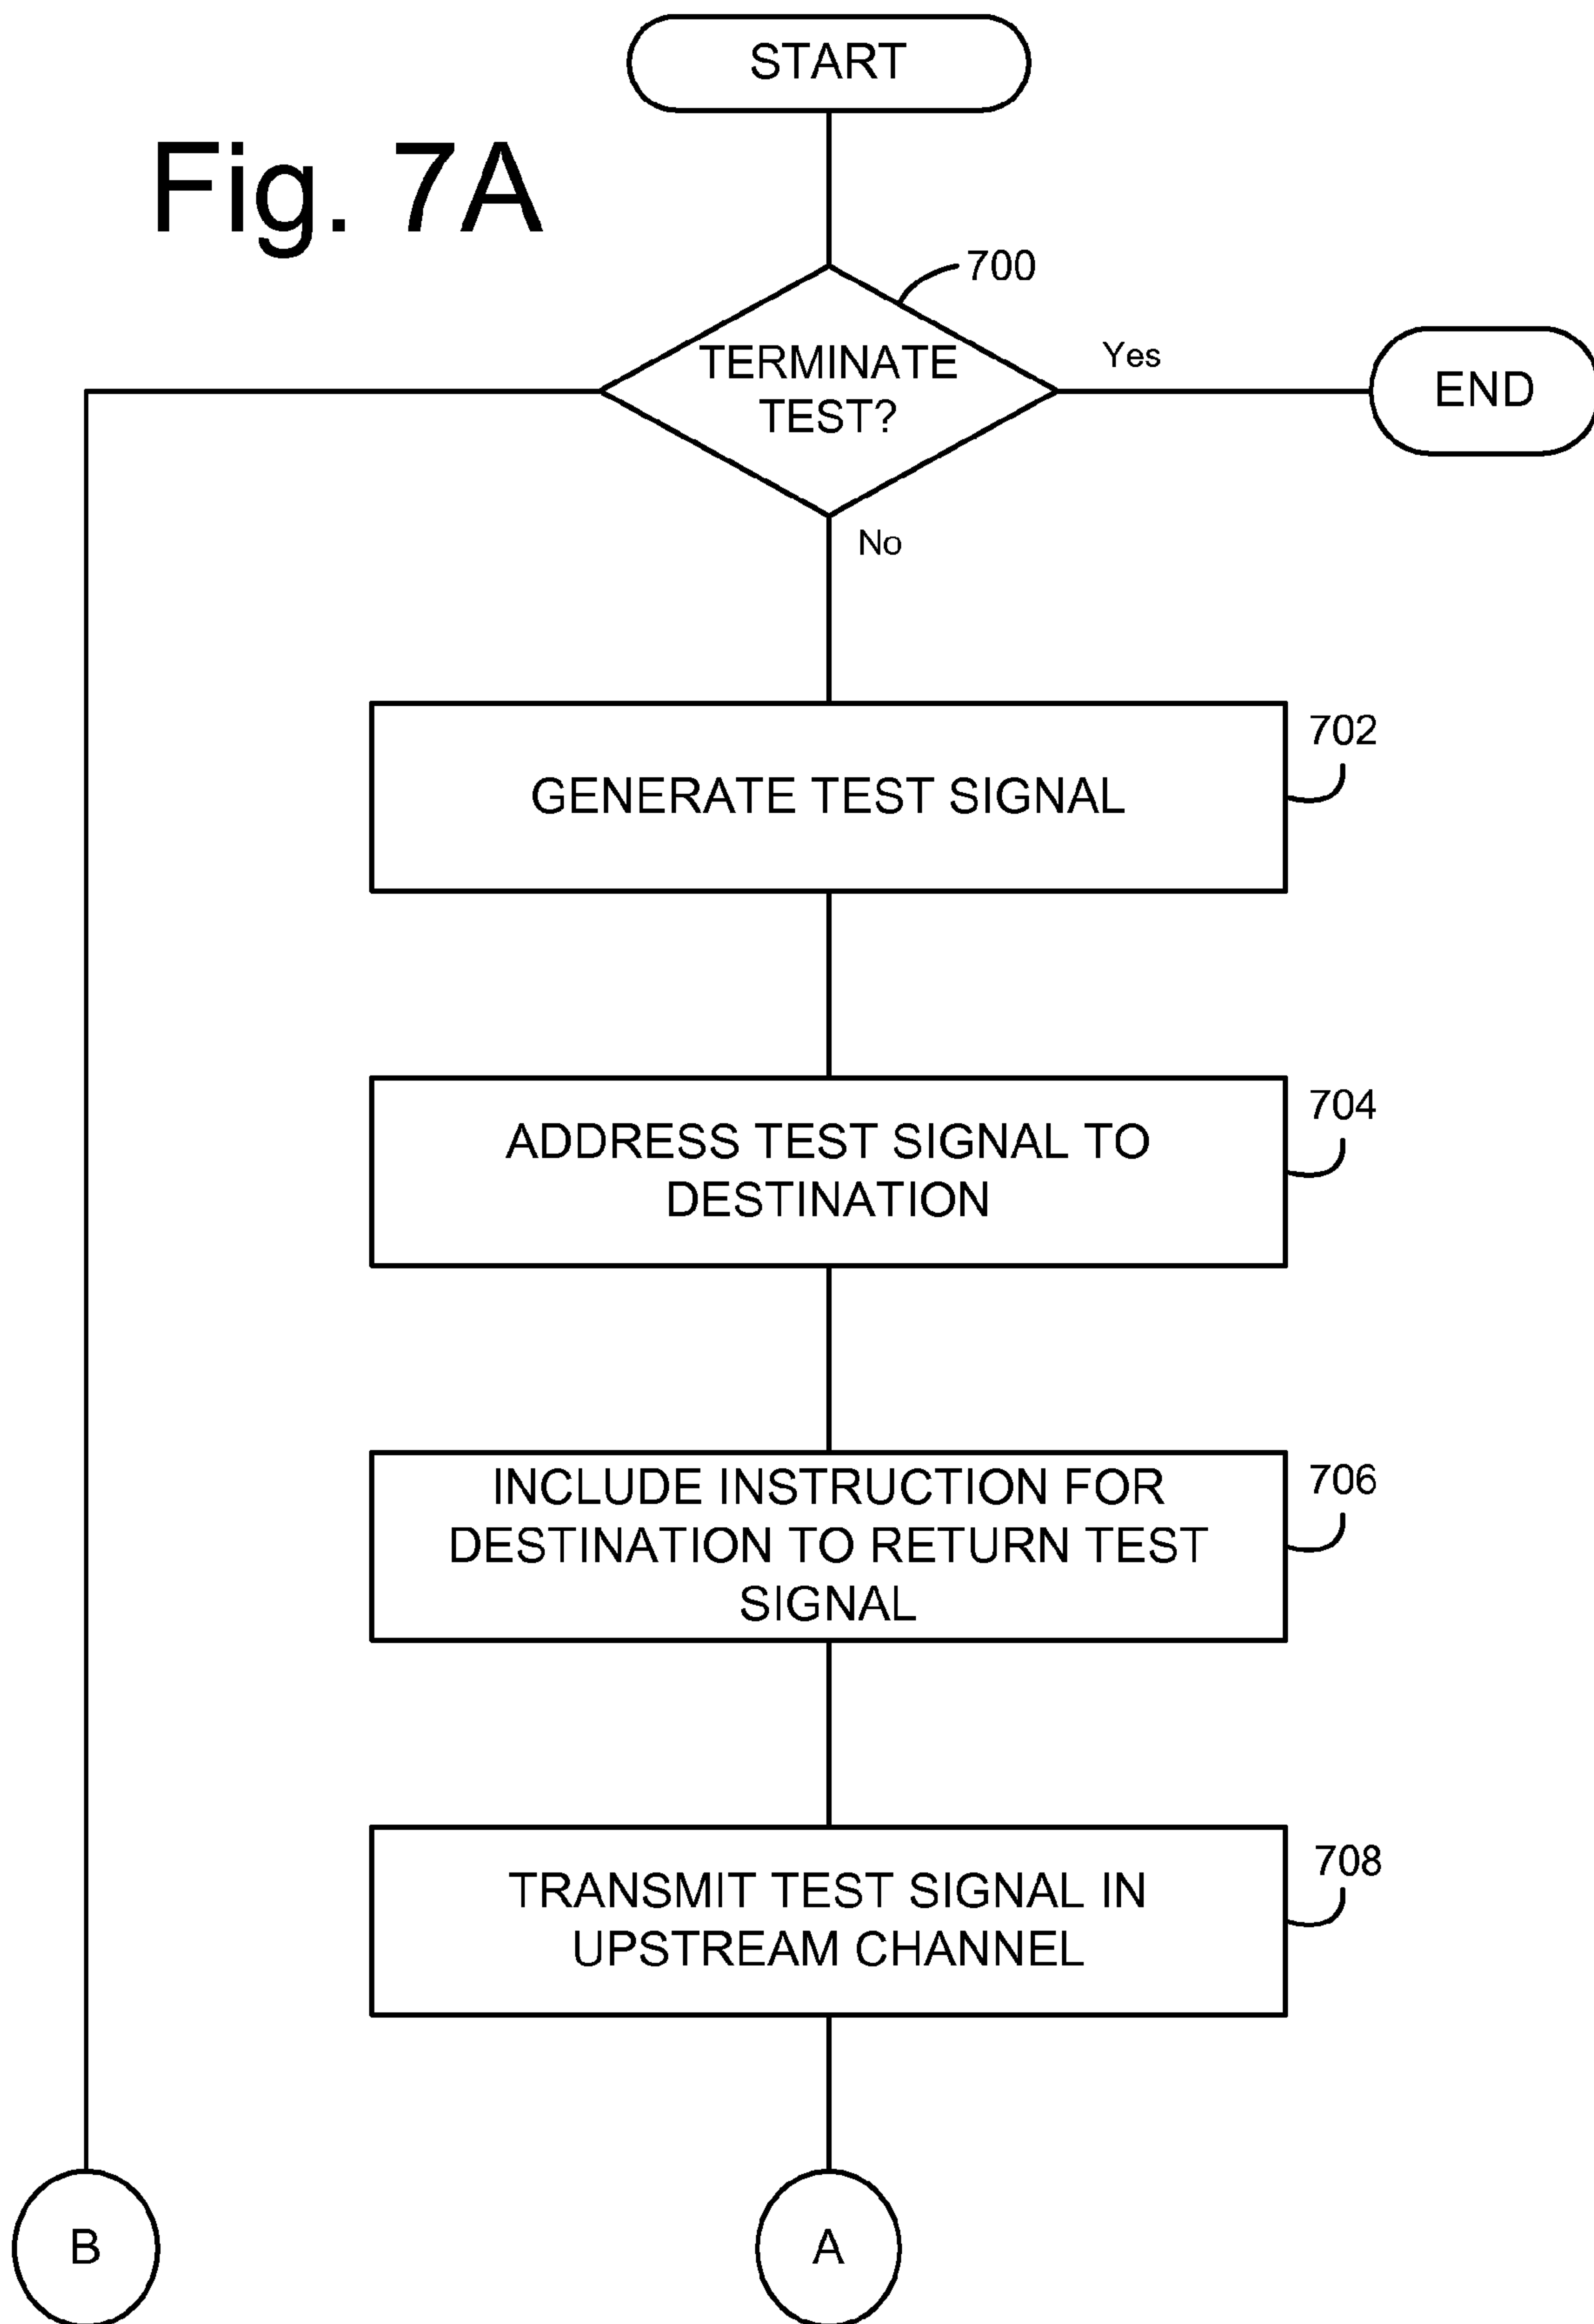 START
Fig. 7A
700
TERMINATE
TEST?
Yes
END
No
702
GENERATE TEST SIGNAL
704
ADDRESS TEST SIGNAL TO
DESTINATION
706
INCLUDE INSTRUCTION FOR
DESTINATION TO RETURN TEST
SIGNAL
708
TRANSMIT TEST SIGNAL IN
UPSTREAM CHANNEL
B
A